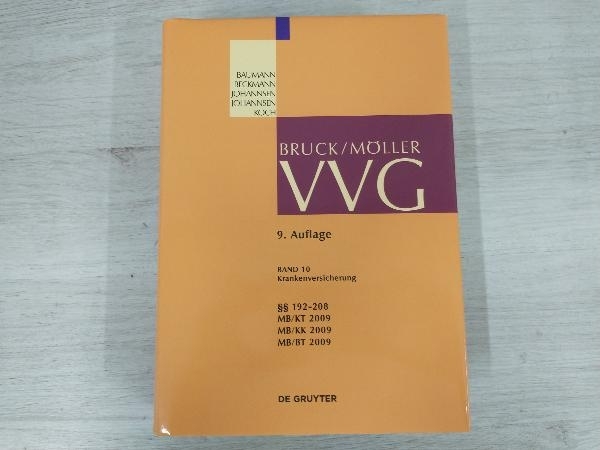 BAUMANN
BECKMANN
JOHANNSEN
JOHANNSEN
KOCH
BRUCK/MÖLLER
VVG
9. Auflage
BAND 10
Krankenversicherung
§§ 192–208
MB/KT 2009
MB/KK 2009
MB/BT 2009
DE GRUYTER